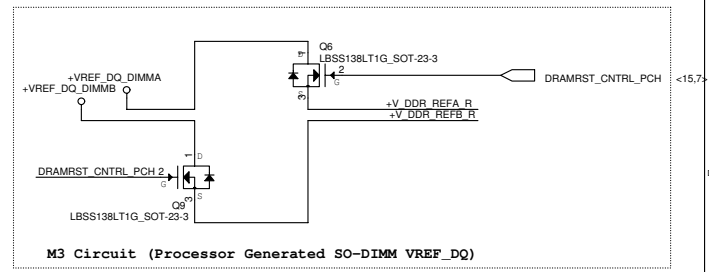 Q6
LBSS138LT1G_SOT-23-3
1
D
2
G
DRAMRST_CNTRL_PCH <15,7>
+VREF_DQ_DIMMA
+VREF_DQ_DIMMB
3
S
+V_DDR_REFA_R
+V_DDR_REFB_R
1
D
DRAMRST_CNTRL_PCH 2
G
3
S
Q9
LBSS138LT1G_SOT-23-3
M3 Circuit (Processor Generated SO-DIMM VREF_DQ)